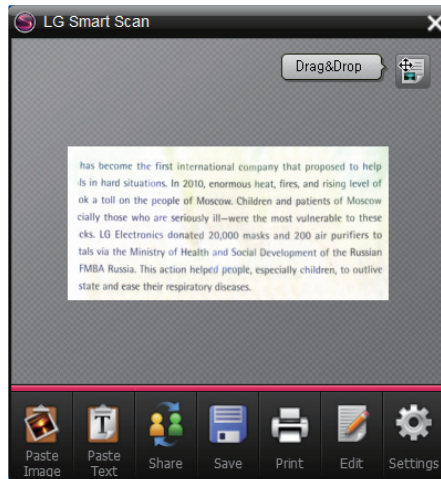 LG Smart Scan
Drag&Drop
has become the first international company that proposed to help
ls in hard situations. In 2010, enormous heat, fires, and rising level of
ok a toll on the people of Moscow. Children and patients of Moscow
cially those who are seriously ill—were the most vulnerable to these
cks. LG Electronics donated 20,000 masks and 200 air purifiers to
tals via the Ministry of Health and Social Development of the Russian
FMBA Russia. This action helped people, especially children, to outlive
state and ease their respiratory diseases.
Paste Image
Paste Text
Share
Save
Print
Edit
Settings